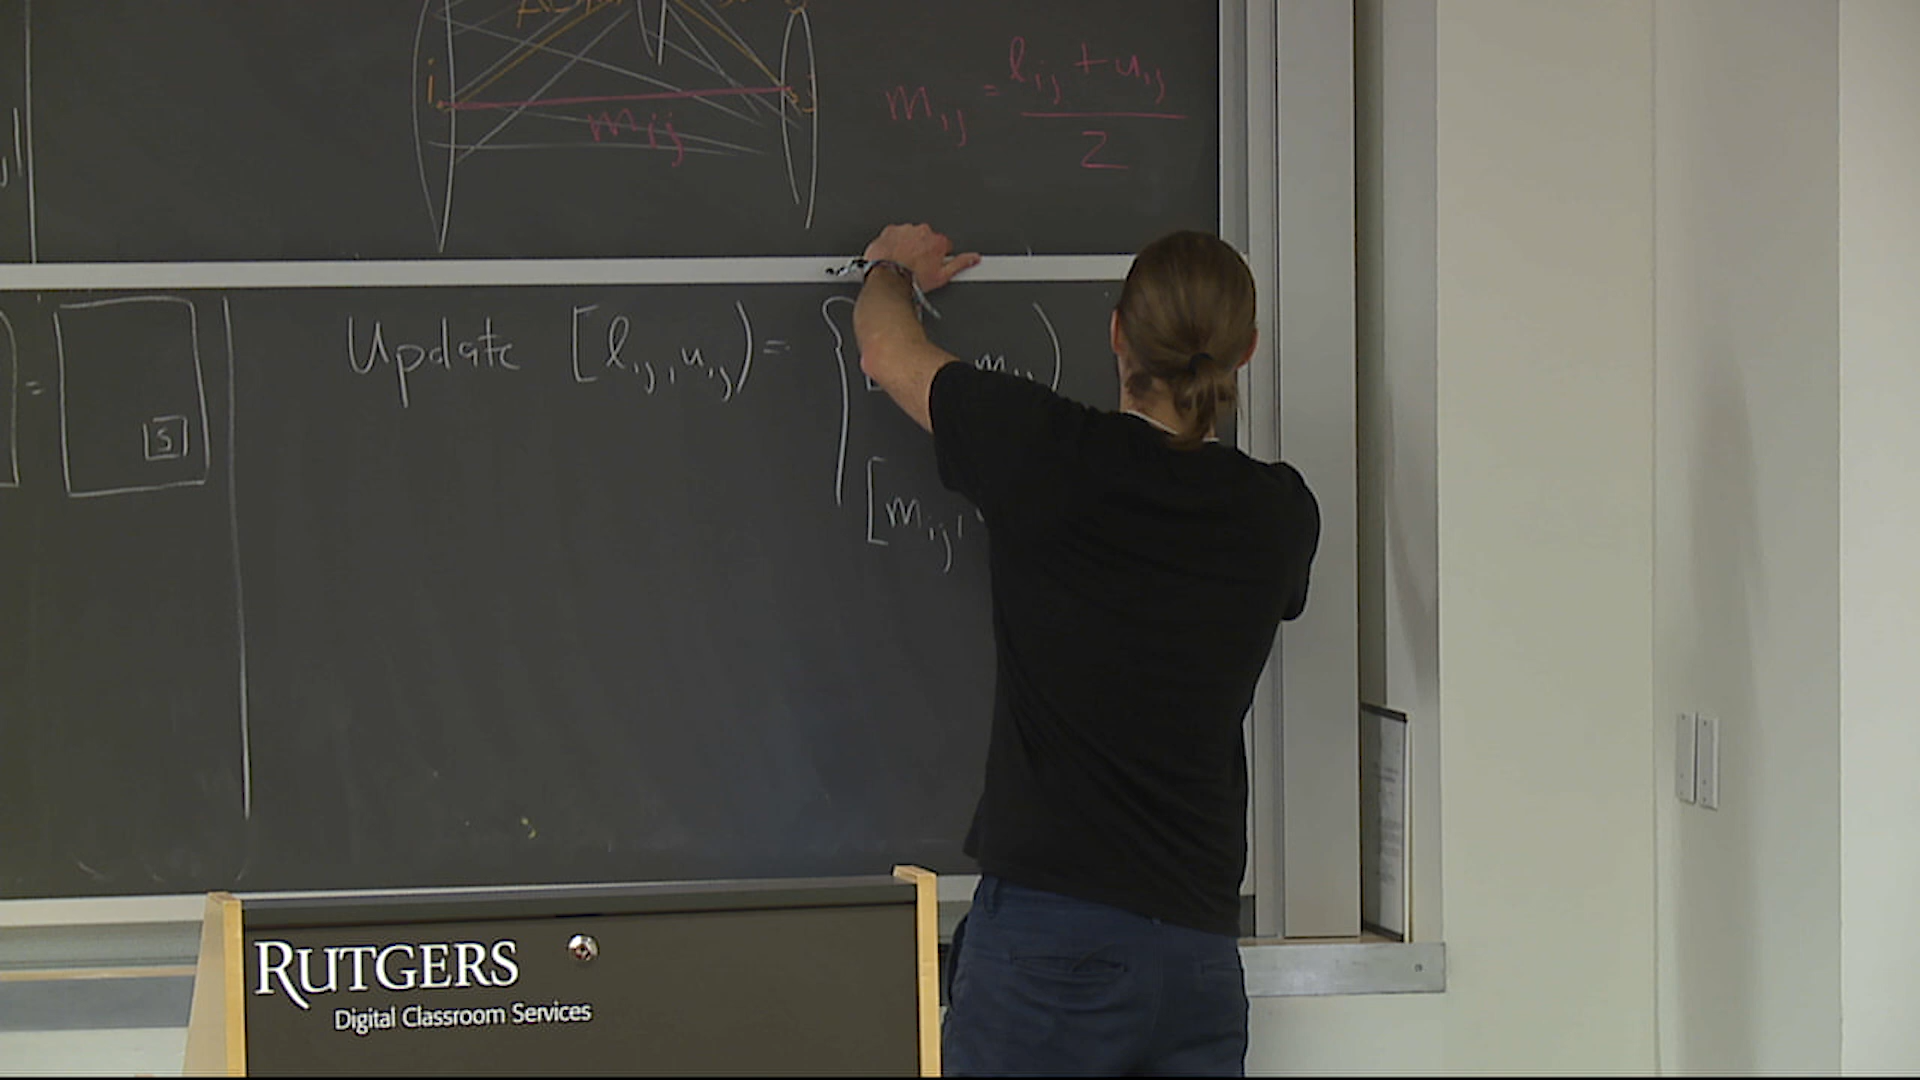 i j
m_ij
m_ij = (l_ij + u_ij) / 2
= S
Update [l_ij, u_ij) = {
m_ij)
[m_ij,
RUTGERS
Digital Classroom Services